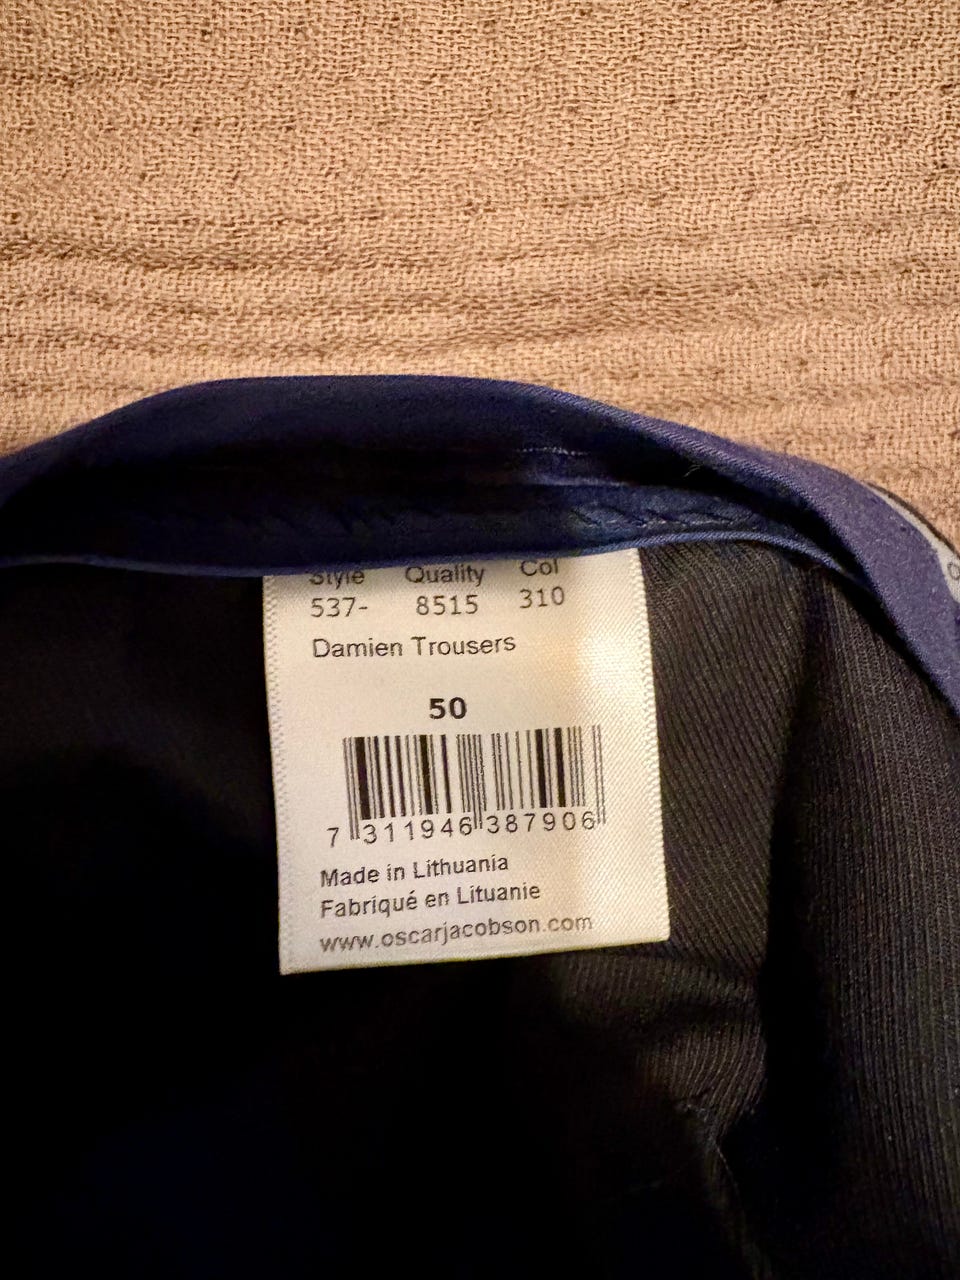 Style Quality Col
537- 8515 310
Damien Trousers
50
7 311946 387906
Made in Lithuania
Fabriqué en Lituanie
www.oscarjacobson.com